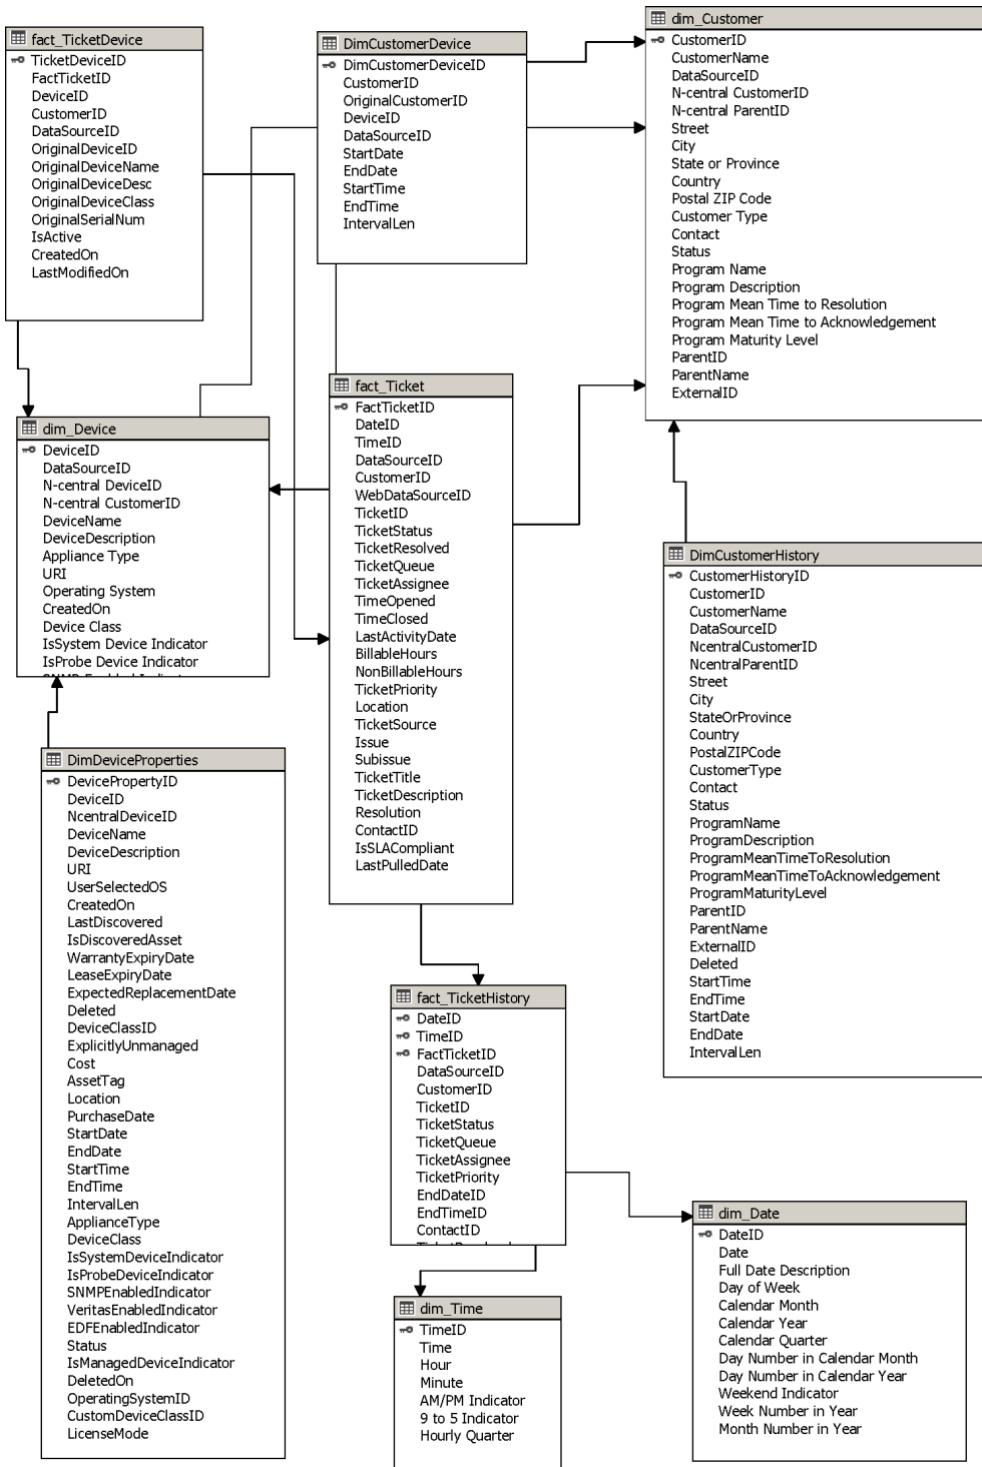 fact_TicketDevice
TicketDeviceID
FactTicketID
DeviceID
CustomerID
DataSourceID
OriginalDeviceID
OriginalDeviceName
OriginalDeviceDesc
OriginalDeviceClass
OriginalSerialNum
IsActive
CreatedOn
LastModifiedOn
DimCustomerDevice
DimCustomerDeviceID
CustomerID
OriginalCustomerID
DeviceID
DataSourceID
StartDate
EndDate
StartTime
EndTime
IntervalLen
dim_Customer
CustomerID
CustomerName
DataSourceID
N-central CustomerID
N-central ParentID
Street
City
State or Province
Country
Postal ZIP Code
Customer Type
Contact
Status
Program Name
Program Description
Program Mean Time to Resolution
Program Mean Time to Acknowledgement
Program Maturity Level
ParentID
ParentName
ExternalID
dim_Device
DeviceID
DataSourceID
N-central DeviceID
N-central CustomerID
DeviceName
DeviceDescription
Appliance Type
URI
Operating System
CreatedOn
Device Class
IsSystem Device Indicator
IsProbe Device Indicator
fact_Ticket
FactTicketID
DateID
TimeID
DataSourceID
CustomerID
WebDataSourceID
TicketID
TicketStatus
TicketResolved
TicketQueue
TicketAssignee
TimeOpened
TimeClosed
LastActivityDate
BillableHours
NonBillableHours
TicketPriority
Location
TicketSource
Issue
Subissue
TicketTitle
TicketDescription
Resolution
ContactID
IsSLACompliant
LastPulledDate
DimCustomerHistory
CustomerHistoryID
CustomerID
CustomerName
DataSourceID
NcentralCustomerID
NcentralParentID
Street
City
StateOrProvince
Country
PostalZIPCode
CustomerType
Contact
Status
ProgramName
ProgramDescription
ProgramMeanTimeToResolution
ProgramMeanTimeToAcknowledgement
ProgramMaturityLevel
ParentID
ParentName
ExternalID
Deleted
StartTime
EndTime
StartDate
EndDate
IntervalLen
DimDeviceProperties
DevicePropertyID
DeviceID
NcentralDeviceID
DeviceName
DeviceDescription
URI
UserSelectedOS
CreatedOn
LastDiscovered
IsDiscoveredAsset
WarrantyExpiryDate
LeaseExpiryDate
ExpectedReplacementDate
Deleted
DeviceClassID
ExplicitlyUnmanaged
Cost
AssetTag
Location
PurchaseDate
StartDate
EndDate
StartTime
EndTime
IntervalLen
ApplianceType
DeviceClass
IsSystemDeviceIndicator
IsProbeDeviceIndicator
SNMPEnabledIndicator
VeritasEnabledIndicator
EDFEnabledIndicator
Status
IsManagedDeviceIndicator
DeletedOn
OperatingSystemID
CustomDeviceClassID
LicenseMode
fact_TicketHistory
DateID
TimeID
FactTicketID
DataSourceID
CustomerID
TicketID
TicketStatus
TicketQueue
TicketAssignee
TicketPriority
EndDateID
EndTimeID
ContactID
dim_Time
TimeID
Time
Hour
Minute
AM/PM Indicator
9 to 5 Indicator
Hourly Quarter
dim_Date
DateID
Date
Full Date Description
Day of Week
Calendar Month
Calendar Year
Calendar Quarter
Day Number in Calendar Month
Day Number in Calendar Year
Weekend Indicator
Week Number in Year
Month Number in Year